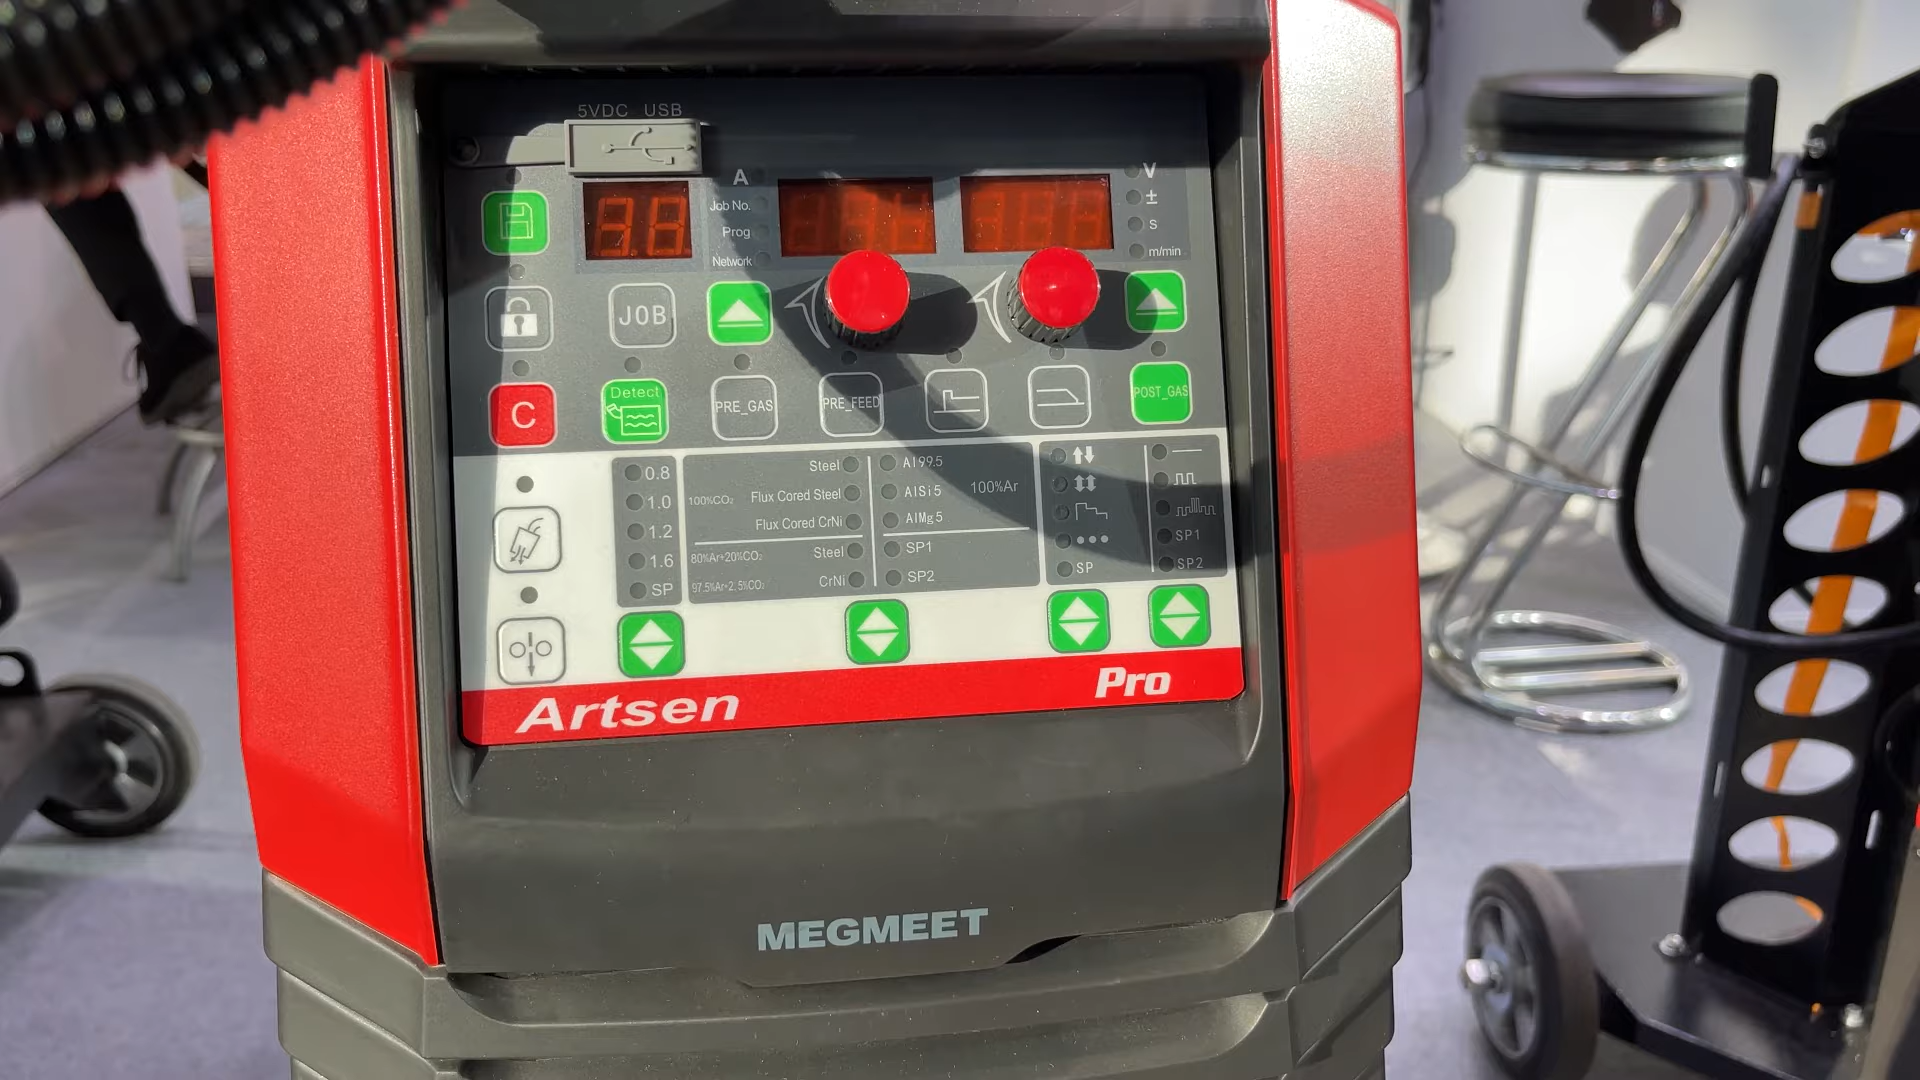 5VDC USB
A
Job No.
Prog
Network
V
±
s
m/min
JOB
C
Detect
PRE_GAS
PRE_FEED
POST_GAS
0.8
1.0
1.2
1.6
SP
Steel
100%CO₂ Flux Cored Steel
Flux Cored CrNi
80%Ar+20%CO₂ Steel
97.5%Ar+2.5%CO₂ CrNi
Al99.5
AlSi5 100%Ar
AlMg5
SP1
SP2
SP
SP1
SP2
Artsen Pro
MEGMEET